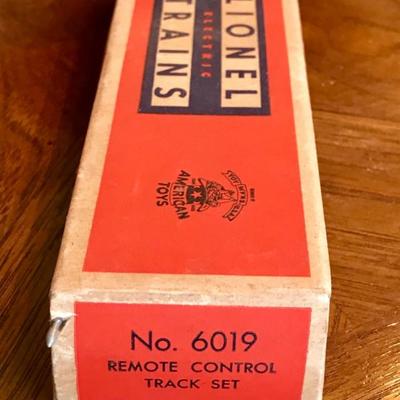 LIONEL
ELECTRIC
TRAINS
AMERICAN
TOYS
No. 6019
REMOTE CONTROL
TRACK SET